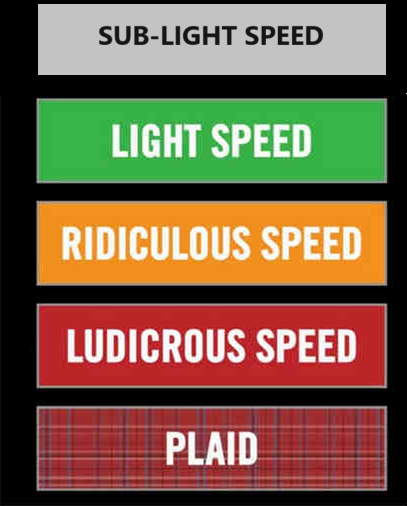 SUB-LIGHT SPEED
LIGHT SPEED
RIDICULOUS SPEED
LUDICROUS SPEED
PLAID